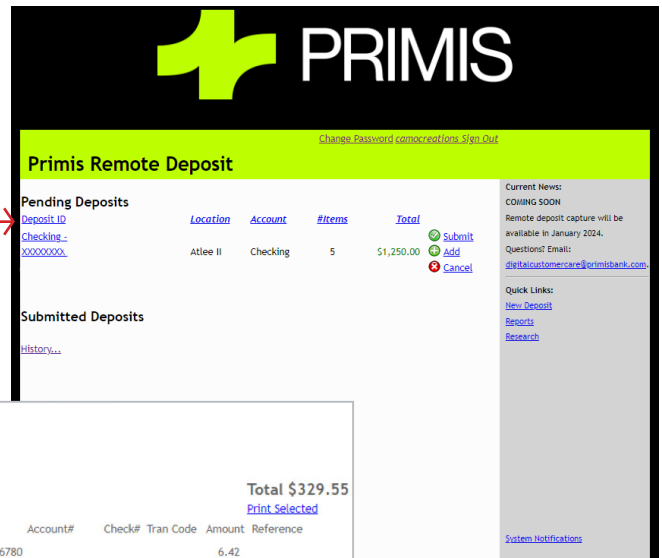 PRIMIS
Change Password camocreations Sign Out
Primis Remote Deposit
Pending Deposits
Deposit ID Location Account #Items Total
Checking -
XXXXXXXX. Atlee II Checking 5 $1,250.00
Submit
Add
Cancel
Submitted Deposits
History...
Current News:
COMING SOON
Remote deposit capture will be
available in January 2024.
Questions? Email:
digitalcustomercare@primisbank.com.
Quick Links:
New Deposit
Reports
Research
System Notifications
Total $329.55
Print Selected
Account# Check# Tran Code Amount Reference
6780 6.42